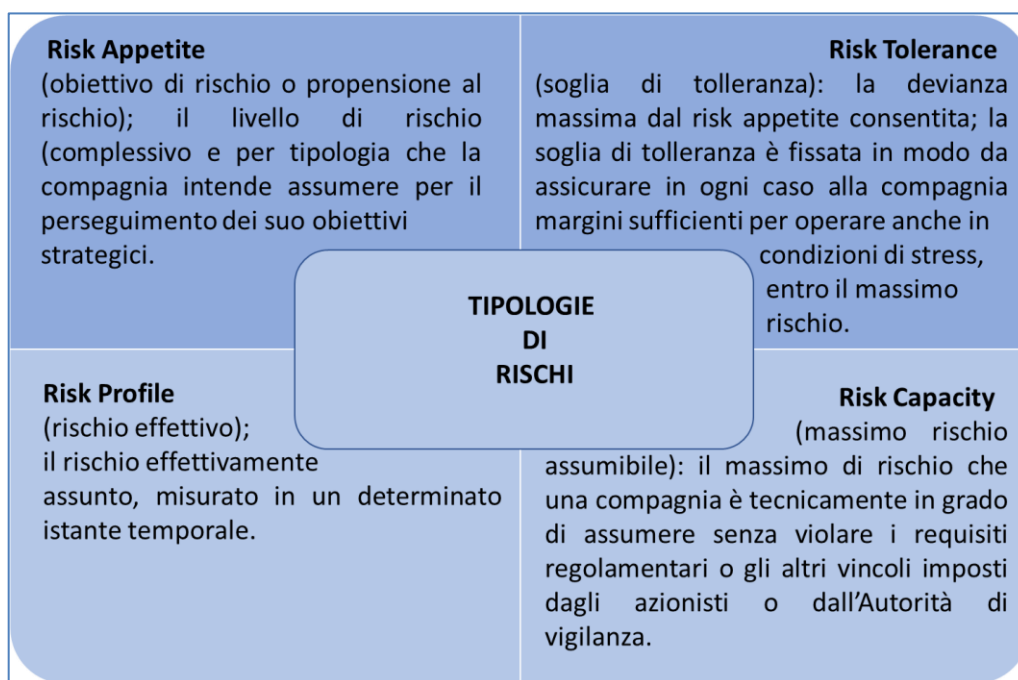 Risk Appetite
(obiettivo di rischio o propensione al
rischio); il livello di rischio
(complessivo e per tipologia che la
compagnia intende assumere per il
perseguimento dei suo obiettivi
strategici.
Risk Tolerance
(soglia di tolleranza): la devianza
massima dal risk appetite consentita; la
soglia di tolleranza è fissata in modo da
assicurare in ogni caso alla compagnia
margini sufficienti per operare anche in
condizioni di stress,
entro il massimo
rischio.
TIPOLOGIE
DI
RISCHI
Risk Profile
(rischio effettivo);
il rischio effettivamente
assunto, misurato in un determinato
istante temporale.
Risk Capacity
(massimo rischio
assumibile): il massimo di rischio che
una compagnia è tecnicamente in grado
di assumere senza violare i requisiti
regolamentari o gli altri vincoli imposti
dagli azionisti o dall’Autorità di
vigilanza.